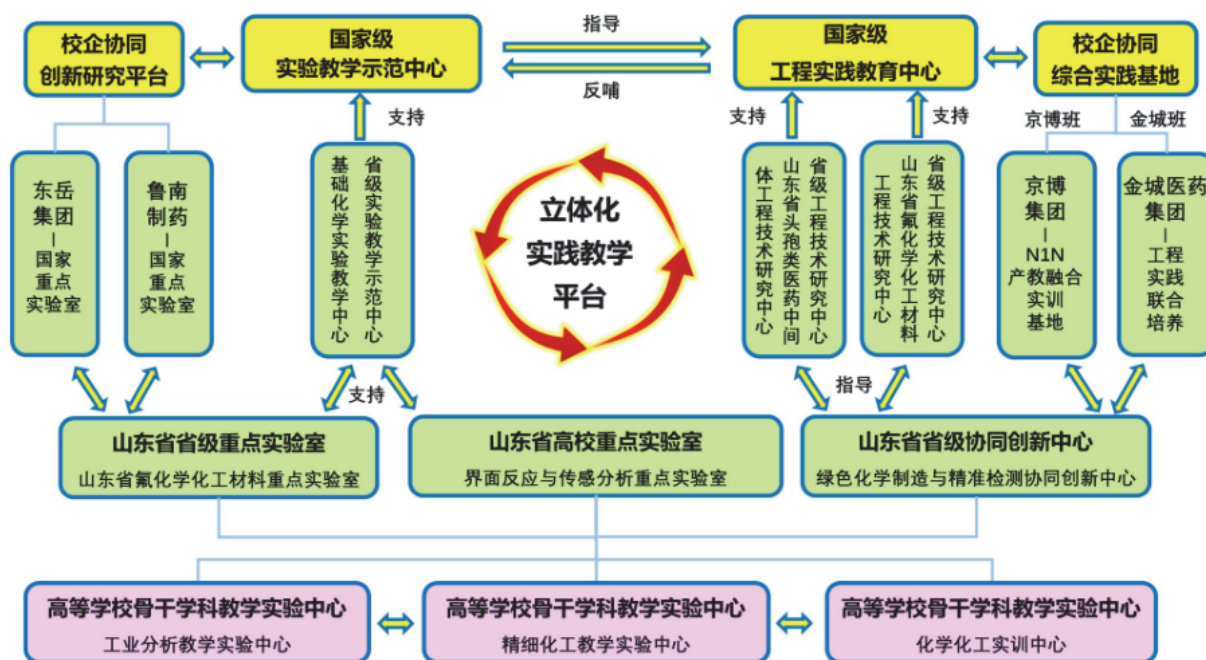 校企协同
创新研究平台
国家级
实验教学示范中心
指导
反哺
国家级
工程实践教育中心
校企协同
综合实践基地
支持
支持
支持
京博班
金城班
东岳
集团
-
国家
重点
实验室
鲁南
制药
-
国家
重点
实验室
省级实验教学示范中心
基础化学实验教学中心
立体化
实践教学
平台
省级工程技术研究中心
山东省头孢类医药中间
体工程技术研究中心
省级工程技术研究中心
山东省氟化学化工材料
工程技术研究中心
京博
集团
-
N1N
产教融合
实训
基地
金城医药
集团
-
工程
实践
联合
培养
支持
指导
山东省省级重点实验室
山东省氟化学化工材料重点实验室
山东省高校重点实验室
界面反应与传感分析重点实验室
山东省省级协同创新中心
绿色化学制造与精准检测协同创新中心
高等学校骨干学科教学实验中心
工业分析教学实验中心
高等学校骨干学科教学实验中心
精细化工教学实验中心
高等学校骨干学科教学实验中心
化学化工实训中心